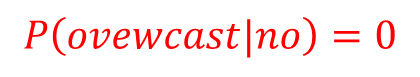 P(ovewcast|no) = 0